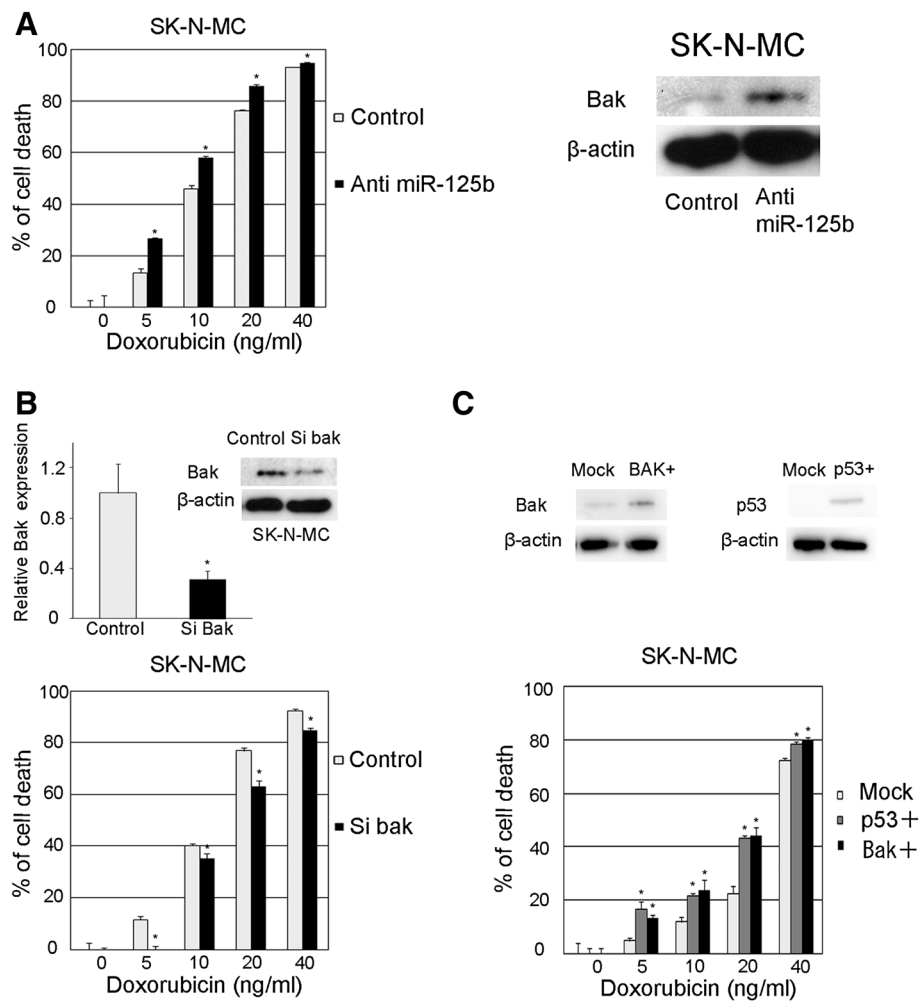 A
SK-N-MC
% of cell death
100
80
60
40
20
0
0 5 10 20 40
Doxorubicin (ng/ml)
Control
Anti miR-125b
* * * *
SK-N-MC
Bak
β-actin
Control
Anti
miR-125b
B
Relative Bak expression
1.2
0.8
0.4
0
Control Si Bak
*
Control Si bak
Bak
β-actin
SK-N-MC
SK-N-MC
% of cell death
100
80
60
40
20
0
0 5 10 20 40
Doxorubicin (ng/ml)
Control
Si bak
* * * * *
C
Mock BAK+
Bak
β-actin
Mock p53+
p53
β-actin
SK-N-MC
% of cell death
100
80
60
40
20
0
0 5 10 20 40
Doxorubicin (ng/ml)
Mock
p53+
Bak+
* * * * * * * *